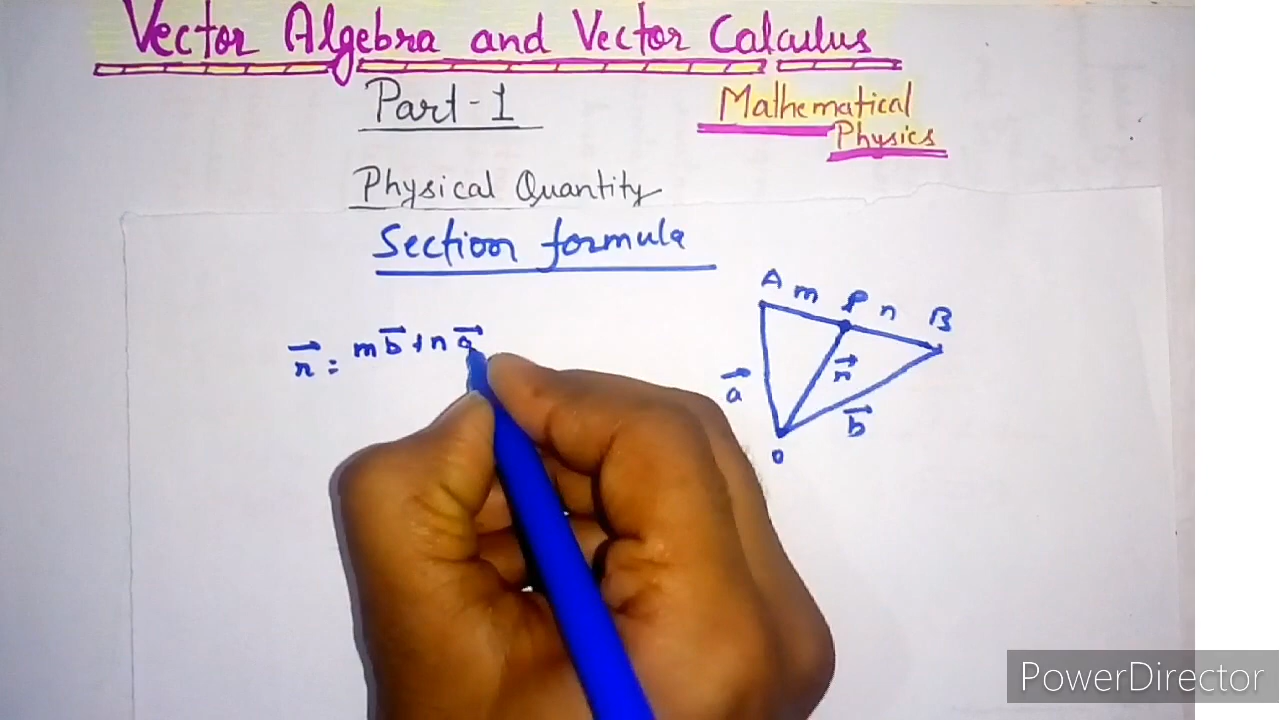 Vector Algebra and Vector Calculus
Part-1
Mathematical
Physics
Physical Quantity
Section formula
A m P n B
r⃗ = mb⃗ + na⃗
a⃗ r⃗
b⃗
O
PowerDirector